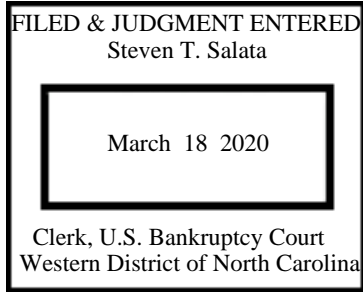 FILED & JUDGMENT ENTERED
Steven T. Salata
March 18 2020
Clerk, U.S. Bankruptcy Court
Western District of North Carolina